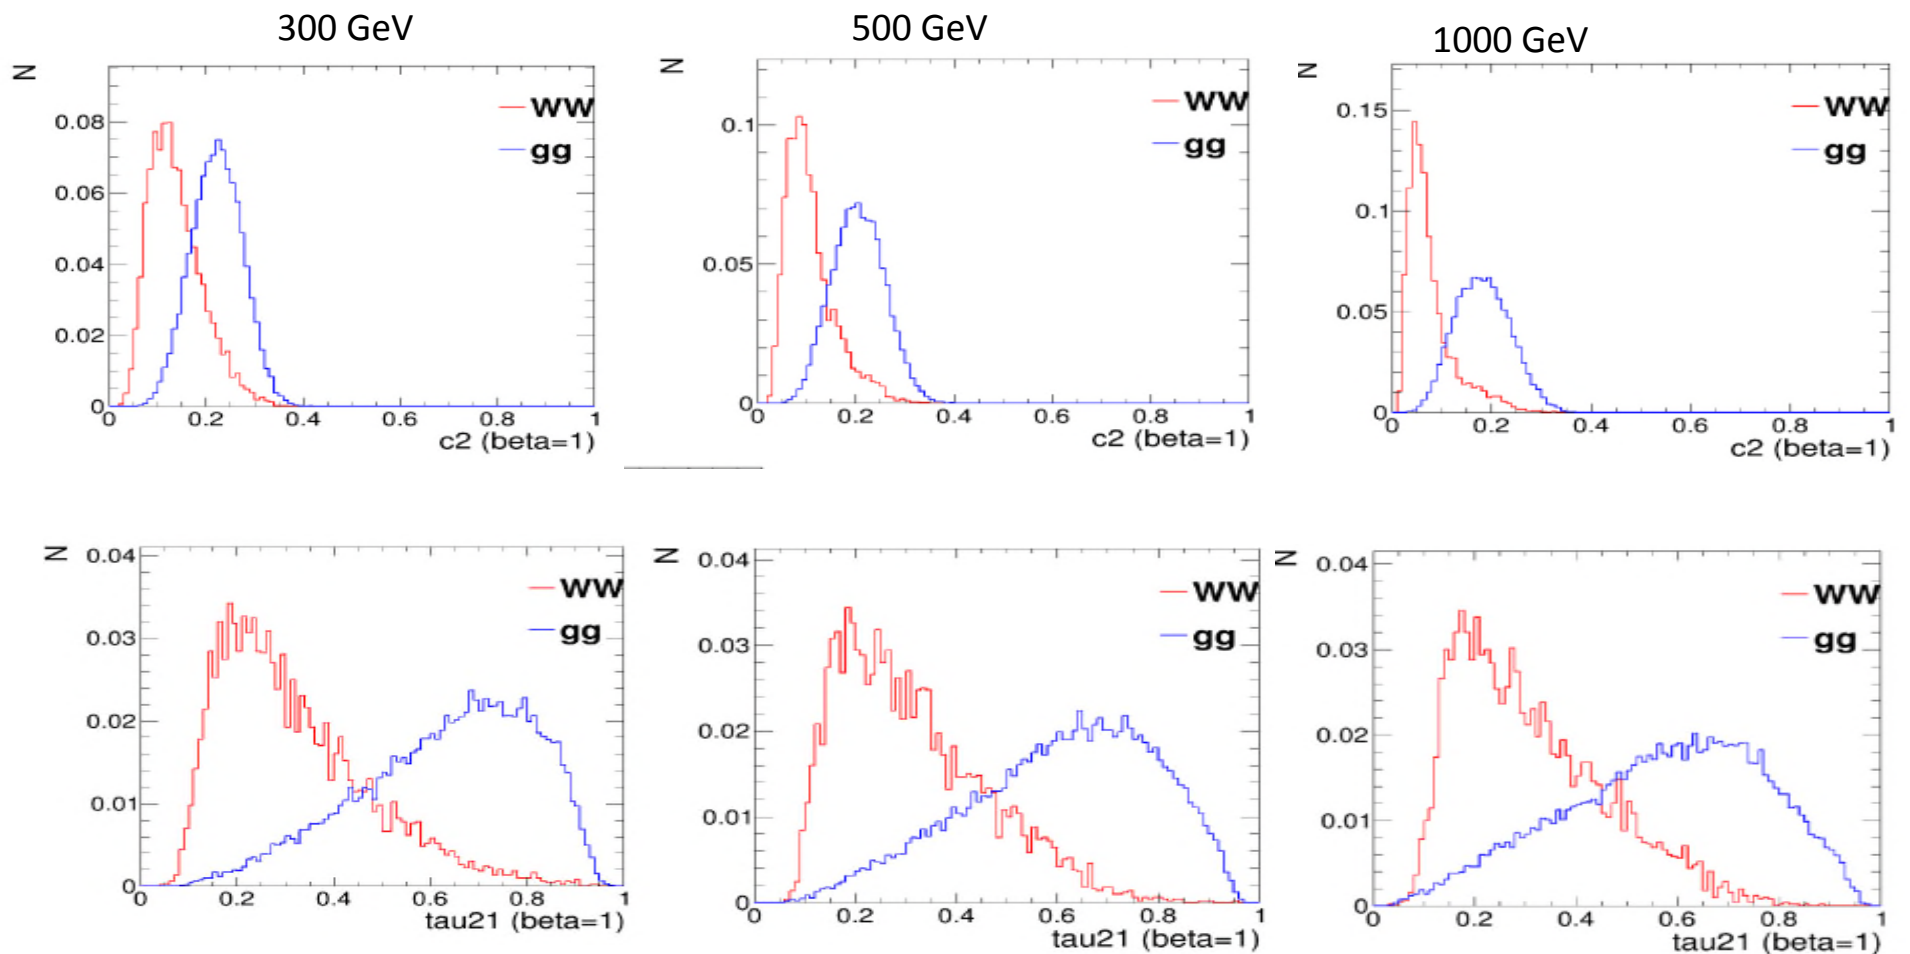 300 GeV
500 GeV
1000 GeV
N
WW
gg
0.08
0.06
0.04
0.02
0
0 0.2 0.4 0.6 0.8 1
c2 (beta=1)
N
WW
gg
0.1
0.05
0
0 0.2 0.4 0.6 0.8 1
c2 (beta=1)
N
WW
gg
0.15
0.1
0.05
0
0 0.2 0.4 0.6 0.8 1
c2 (beta=1)
N
WW
gg
0.04
0.03
0.02
0.01
0
0 0.2 0.4 0.6 0.8 1
tau21 (beta=1)
N
WW
gg
0.04
0.03
0.02
0.01
0
0 0.2 0.4 0.6 0.8 1
tau21 (beta=1)
N
WW
gg
0.04
0.03
0.02
0.01
0
0 0.2 0.4 0.6 0.8 1
tau21 (beta=1)